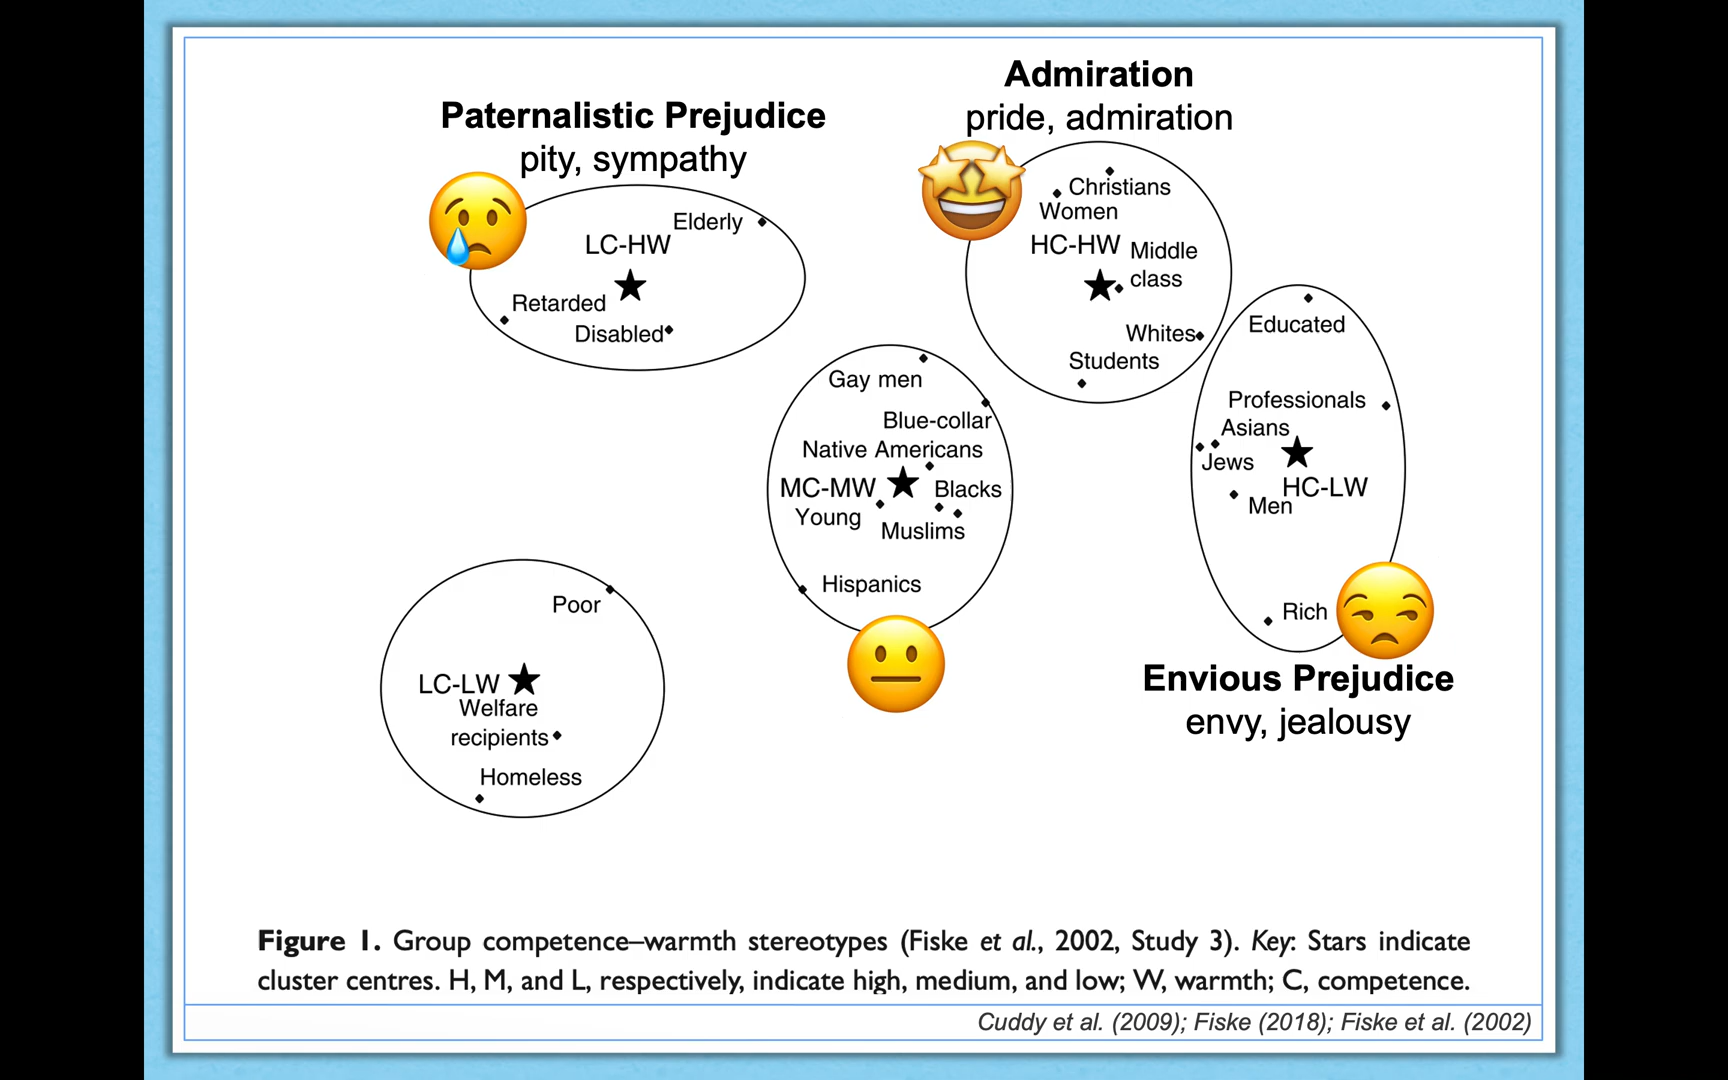 Admiration
pride, admiration
Paternalistic Prejudice
pity, sympathy
Elderly
LC-HW
Retarded
Disabled
Christians
Women
HC-HW
Middle
class
Whites
Students
Educated
Professionals
Asians
Jews
HC-LW
Men
Rich
Envious Prejudice
envy, jealousy
Gay men
Blue-collar
Native Americans
MC-MW
Blacks
Young
Muslims
Hispanics
Poor
LC-LW
Welfare
recipients
Homeless
Figure 1. Group competence–warmth stereotypes (Fiske et al., 2002, Study 3). Key: Stars indicate
cluster centres. H, M, and L, respectively, indicate high, medium, and low; W, warmth; C, competence.
Cuddy et al. (2009); Fiske (2018); Fiske et al. (2002)